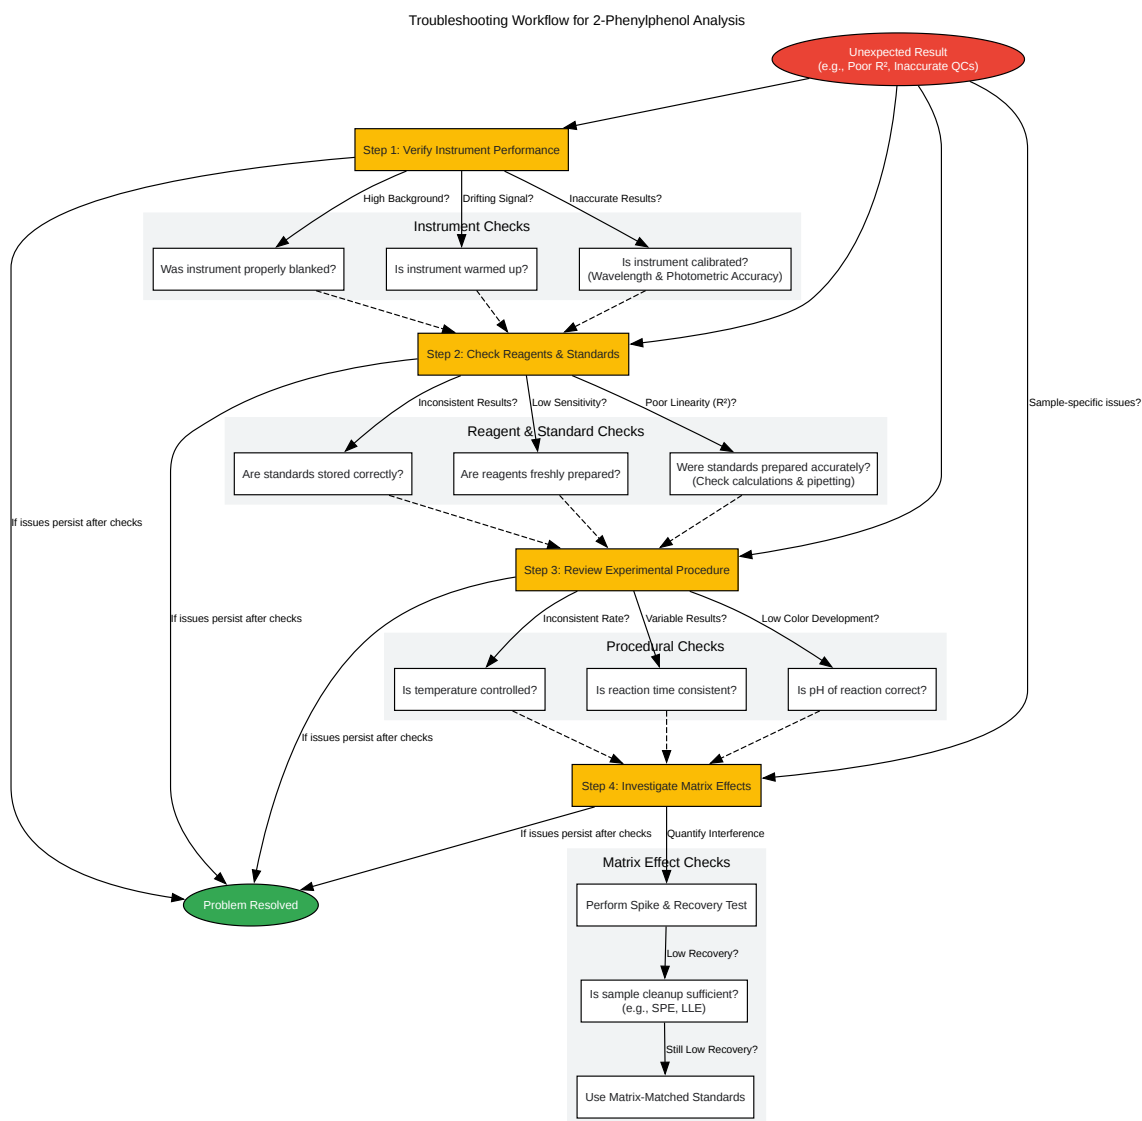 Troubleshooting Workflow for 2-Phenylphenol Analysis
Unexpected Result
(e.g., Poor R², Inaccurate QCs)
Step 1: Verify Instrument Performance
High Background?
Drifting Signal?
Inaccurate Results?
Instrument Checks
Was instrument properly blanked?
Is instrument warmed up?
Is instrument calibrated?
(Wavelength & Photometric Accuracy)
Step 2: Check Reagents & Standards
Inconsistent Results?
Low Sensitivity?
Poor Linearity (R²)?
Sample-specific issues?
Reagent & Standard Checks
Are standards stored correctly?
Are reagents freshly prepared?
Were standards prepared accurately?
(Check calculations & pipetting)
If issues persist after checks
Step 3: Review Experimental Procedure
If issues persist after checks
Inconsistent Rate?
Variable Results?
Low Color Development?
Procedural Checks
Is temperature controlled?
Is reaction time consistent?
Is pH of reaction correct?
If issues persist after checks
Step 4: Investigate Matrix Effects
If issues persist after checks
Quantify Interference
Matrix Effect Checks
Problem Resolved
Perform Spike & Recovery Test
Low Recovery?
Is sample cleanup sufficient?
(e.g., SPE, LLE)
Still Low Recovery?
Use Matrix-Matched Standards